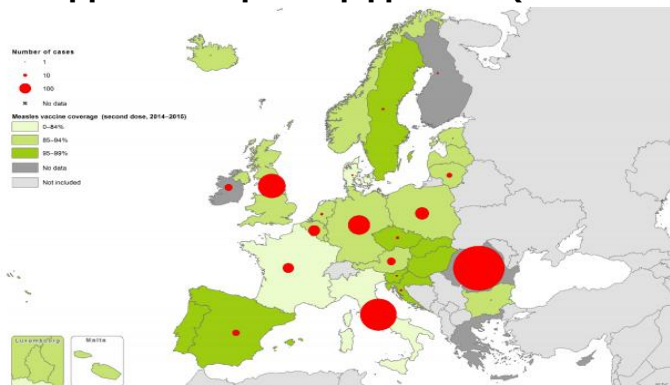 Number of cases
1
10
100
No data
Measles vaccine coverage (second dose, 2014–2015)
0–84%
85–94%
95–99%
No data
Not included
Luxembourg
Malta